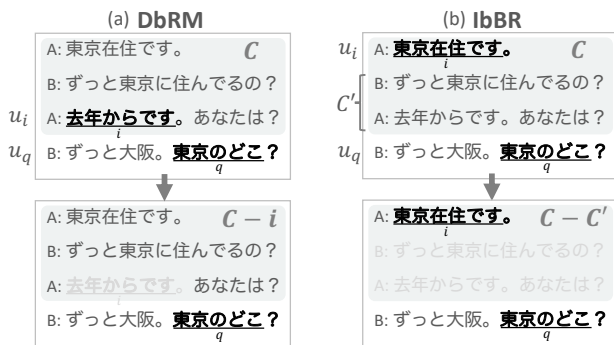 (a) DbRM
A: 東京在住です。 C
B: ずっと東京に住んでるの？
u_i A: 去年からです。あなたは？
i
u_q B: ずっと大阪。東京のどこ？
q
A: 東京在住です。 C − i
B: ずっと東京に住んでるの？
A: 去年からです。あなたは？
i
B: ずっと大阪。東京のどこ？
q
(b) IbBR
u_i A: 東京在住です。 C
i
B: ずっと東京に住んでるの？
C′
A: 去年からです。あなたは？
u_q B: ずっと大阪。東京のどこ？
q
A: 東京在住です。 C − C′
i
B: ずっと東京に住んでるの？
A: 去年からです。あなたは？
B: ずっと大阪。東京のどこ？
q